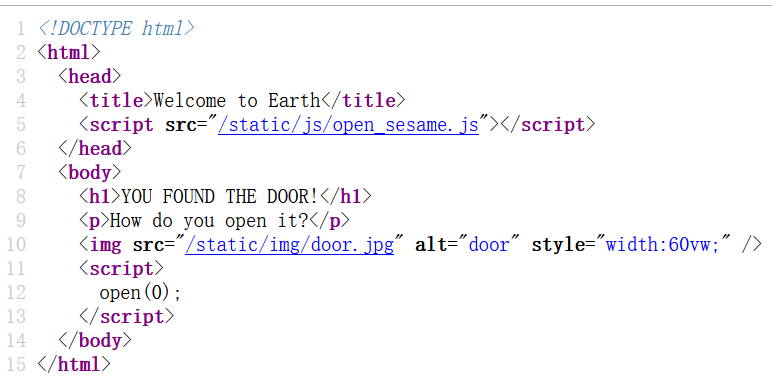 1 <!DOCTYPE html>
2 <html>
3   <head>
4     <title>Welcome to Earth</title>
5     <script src="/static/js/open_sesame.js"></script>
6   </head>
7   <body>
8     <h1>YOU FOUND THE DOOR!</h1>
9     <p>How do you open it?</p>
10     <img src="/static/img/door.jpg" alt="door" style="width:60vw;" />
11     <script>
12       open(0);
13     </script>
14   </body>
15 </html>